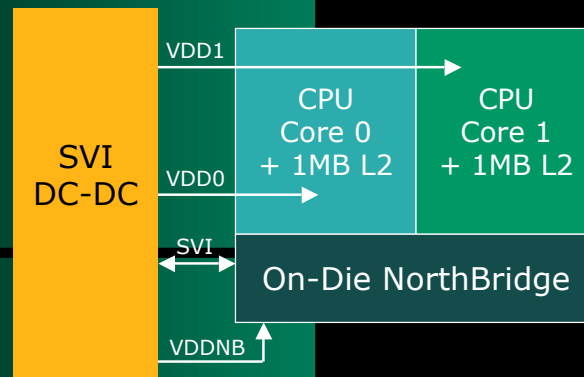 SVI
DC-DC
VDD1
VDD0
SVI
VDDNB
CPU
Core 0
+ 1MB L2
CPU
Core 1
+ 1MB L2
On-Die NorthBridge